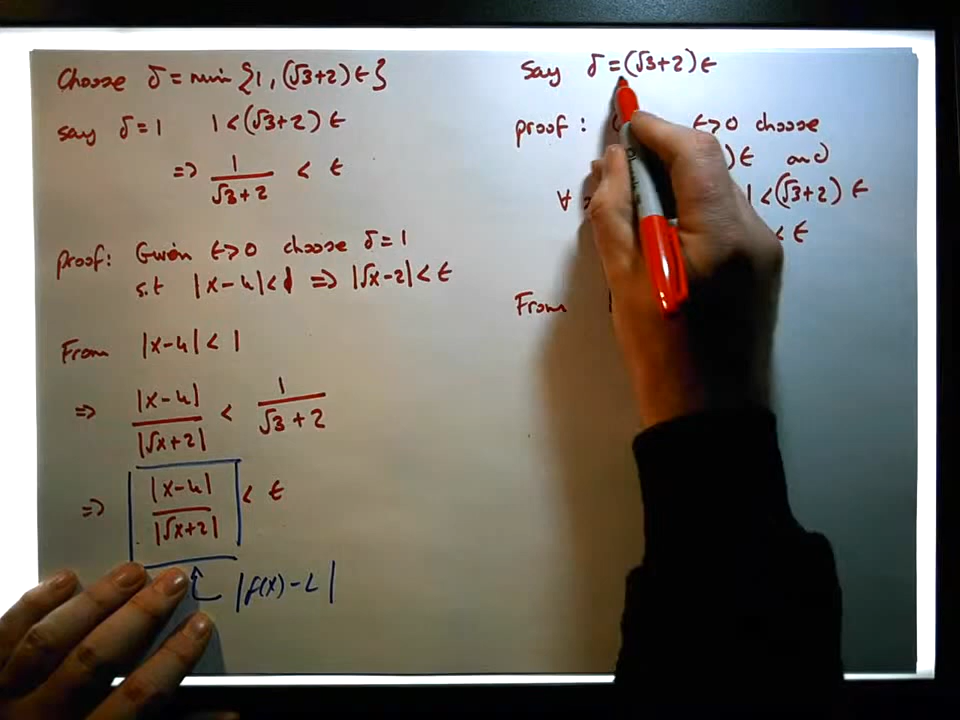 Choose δ = min {1, (√3+2) ϵ}
say δ=1 1 < (√3+2) ϵ
=> 1/(√3+2) < ϵ
proof: Given ϵ>0 choose δ=1
s.t |x-4|<1 => |√x-2| < ϵ
From |x-4| < 1
=> |x-4|/|√x+2| < 1/(√3+2)
=> |x-4|/|√x+2| < ϵ
|f(x)-L|
Say δ = (√3+2) ϵ
proof: ϵ>0 choose
)ϵ and
∀ 1 < (√3+2) ϵ
< ϵ
From